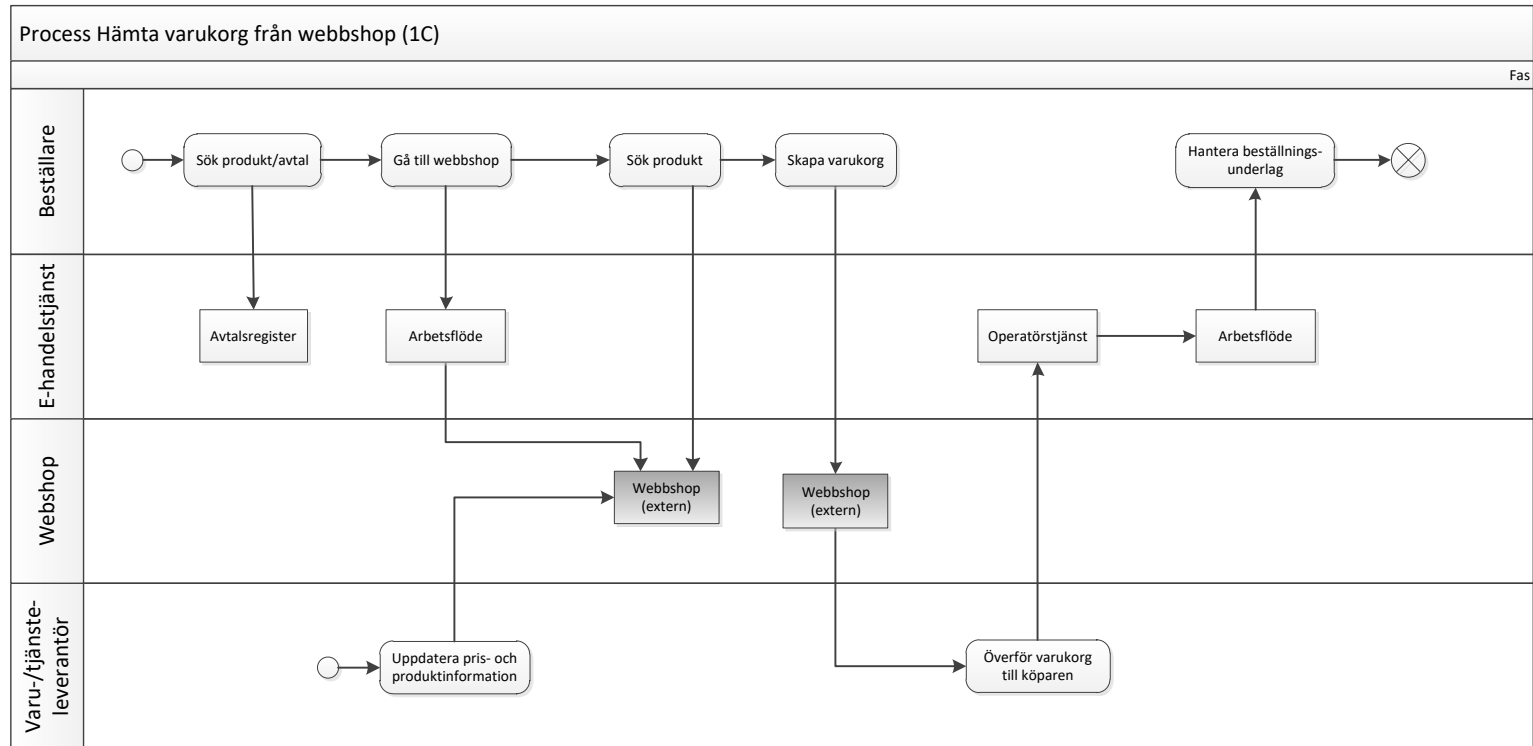 Process Hämta varukorg från webbshop (1C)
Fas
Beställare
Sök produkt/avtal
Gå till webbshop
Sök produkt
Skapa varukorg
Hantera beställnings-
underlag
E-handelstjänst
Avtalsregister
Arbetsflöde
Operatörstjänst
Arbetsflöde
Webshop
Webbshop
(extern)
Webbshop
(extern)
Varu-/tjänste-
leverantör
Uppdatera pris- och
produktinformation
Överför varukorg
till köparen